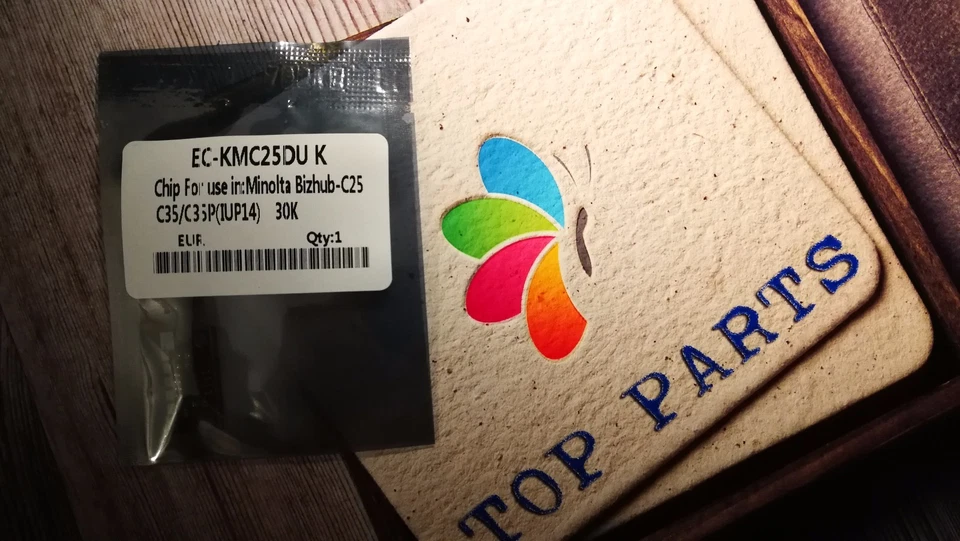 EC-KMC25DU K
Chip For use in:Minolta Bizhub-C25
C35/C35P(IUP14) 30K
EUR.
Qty:1
TOP PARTS